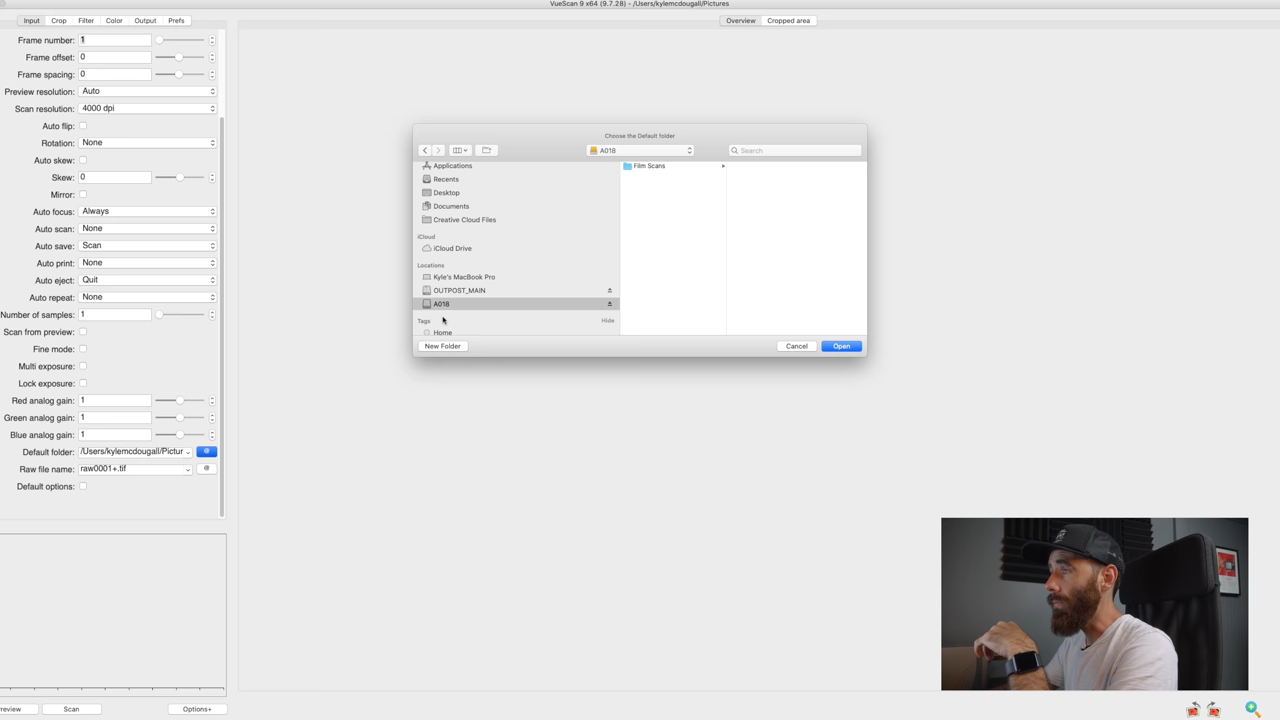 VueScan 9 x64 (9.7.28) - /Users/kylemcdougall/Pictures
Input Crop Filter Color Output Prefs
Overview Cropped area
Frame number: 1
Frame offset: 0
Frame spacing: 0
Preview resolution: Auto
Scan resolution: 4000 dpi
Auto flip:
Rotation: None
Auto skew:
Skew: 0
Mirror:
Auto focus: Always
Auto scan: None
Auto save: Scan
Auto print: None
Auto eject: Quit
Auto repeat: None
Number of samples: 1
Scan from preview:
Fine mode:
Multi exposure:
Lock exposure:
Red analog gain: 1
Green analog gain: 1
Blue analog gain: 1
Default folder: /Users/kylemcdougall/Pictur @
Raw file name: raw0001+.tif @
Default options:
Choose the Default folder
A018
Search
Applications
Recents
Desktop
Documents
Creative Cloud Files
iCloud
iCloud Drive
Locations
Kyle's MacBook Pro
OUTPOST_MAIN
A018
Tags Hide
Home
Film Scans
New Folder Cancel Open
review Scan Options+